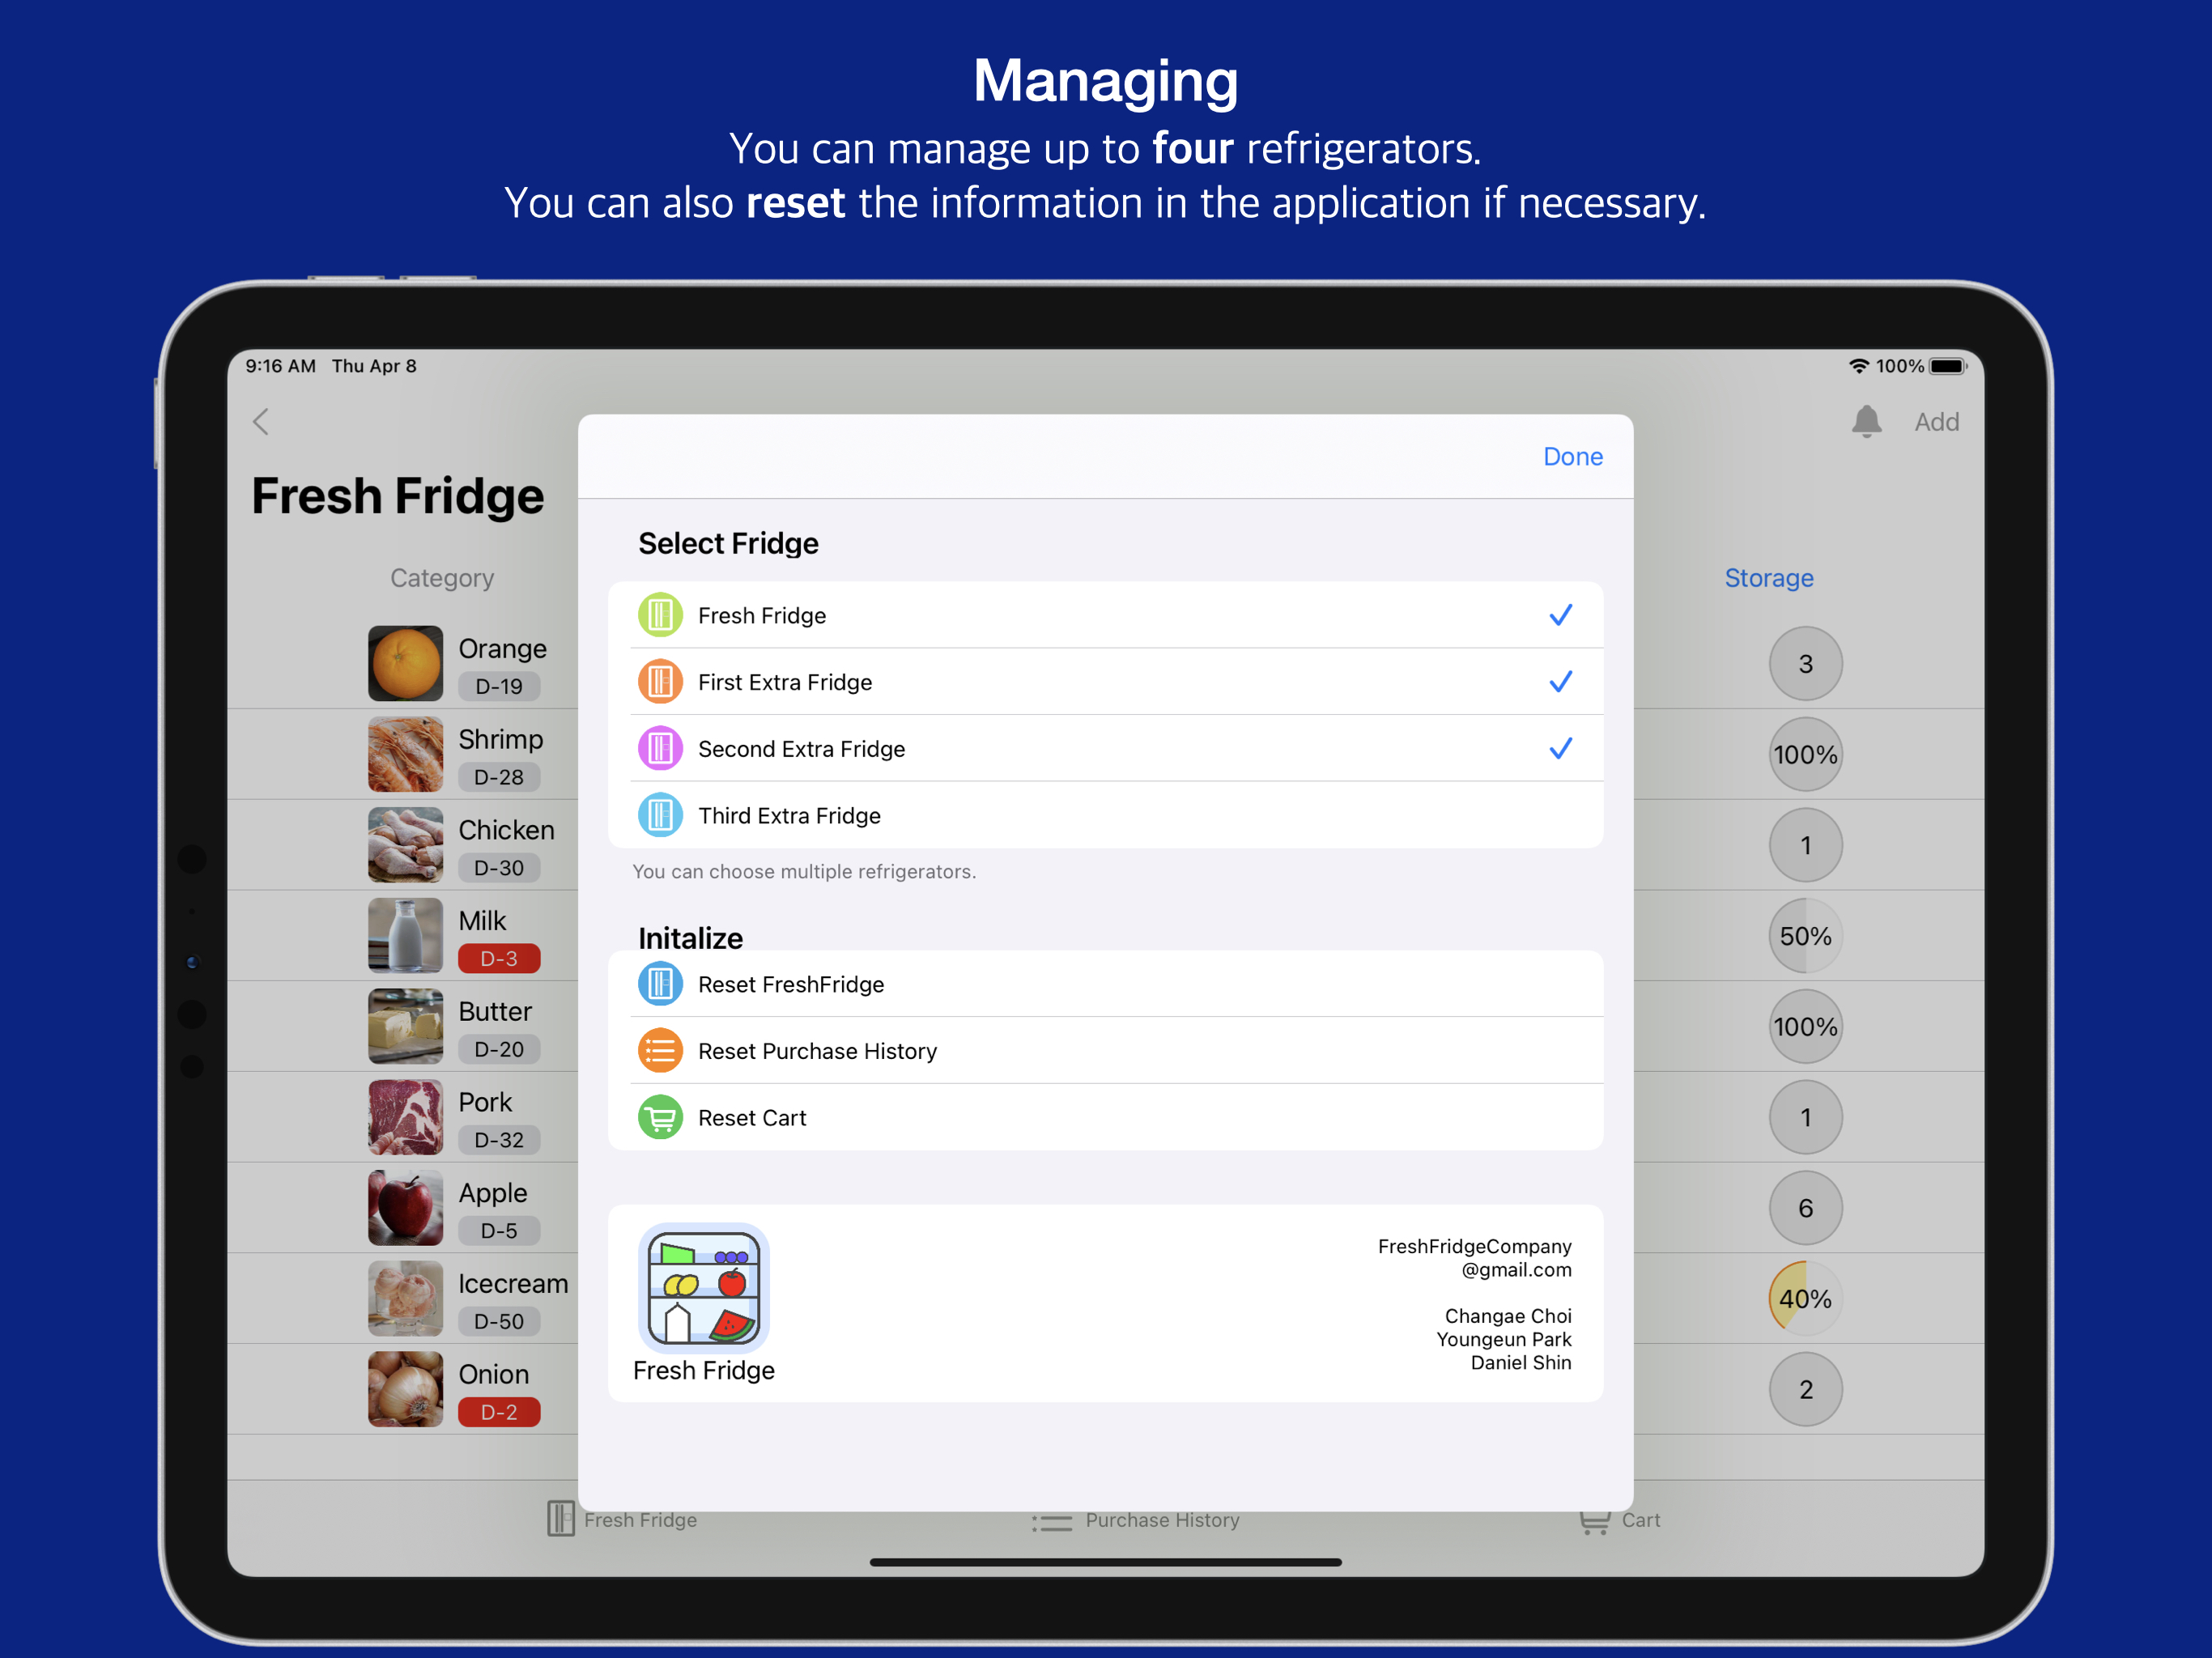 Managing
You can manage up to four refrigerators.
You can also reset the information in the application if necessary.
9:16 AM Thu Apr 8
100%
Add
Done
Fresh Fridge
Category
Storage
Select Fridge
Fresh Fridge
First Extra Fridge
Second Extra Fridge
Third Extra Fridge
You can choose multiple refrigerators.
Initalize
Reset FreshFridge
Reset Purchase History
Reset Cart
Fresh Fridge
FreshFridgeCompany
@gmail.com
Changae Choi
Youngeun Park
Daniel Shin
Orange
D-19
3
Shrimp
D-28
100%
Chicken
D-30
1
Milk
D-3
50%
Butter
D-20
100%
Pork
D-32
1
Apple
D-5
6
Icecream
D-50
40%
Onion
D-2
2
Fresh Fridge
Purchase History
Cart